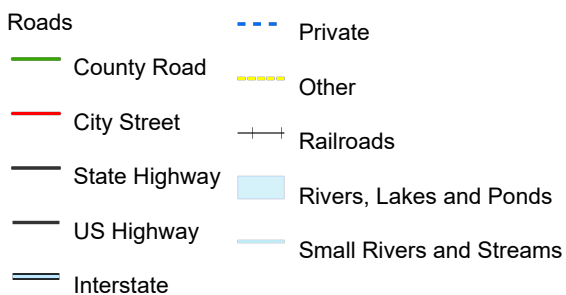 Roads
County Road
City Street
State Highway
US Highway
Interstate
Private
Other
Railroads
Rivers, Lakes and Ponds
Small Rivers and Streams